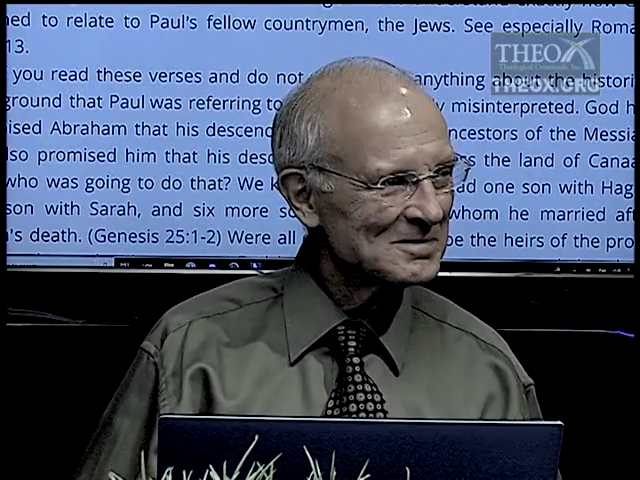 ned to relate to Paul's fellow countrymen, the Jews. See especially Roma
13.
you read these verses and do not anything about the histori
ground that Paul was referring to misinterpreted. God h
ised Abraham that his descend ncestors of the Messia
lso promised him that his desc the land of Canaa
who was going to do that? We k ad one son with Hag
son with Sarah, and six more so whom he married aft
's death. (Genesis 25:1-2) Were all be the heirs of the pro
THEOX
THEOX.ORG